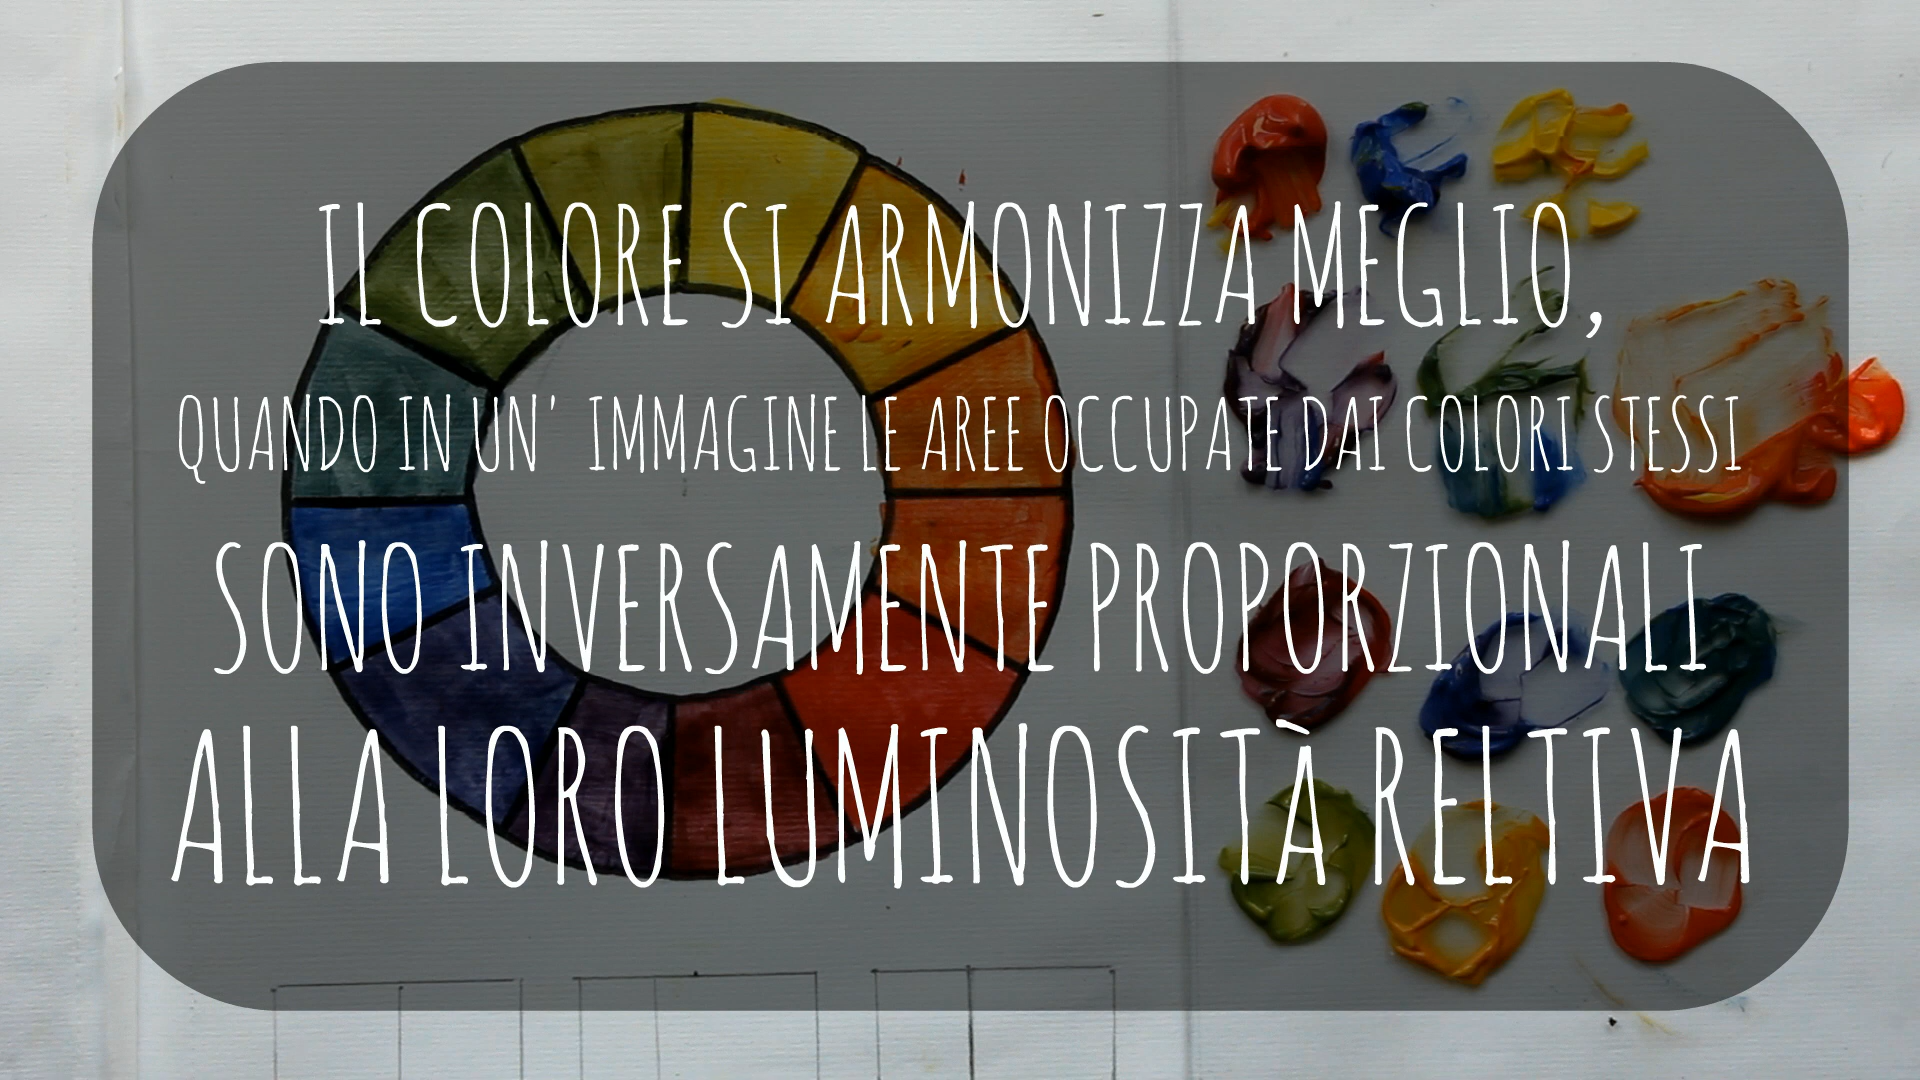 IL COLORE SI ARMONIZZA MEGLIO,
QUANDO IN UN' IMMAGINE LE AREE OCCUPATE DAI COLORI STESSI
SONO INVERSAMENTE PROPORZIONALI
ALLA LORO LUMINOSITÀ RELTIVA